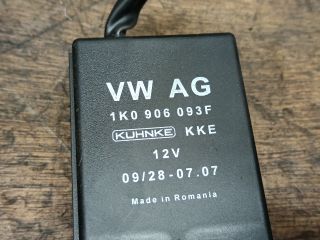 VW AG
1K0 906 093F
KUHNKE KKE
12V
09/28-07.07
Made in Romania